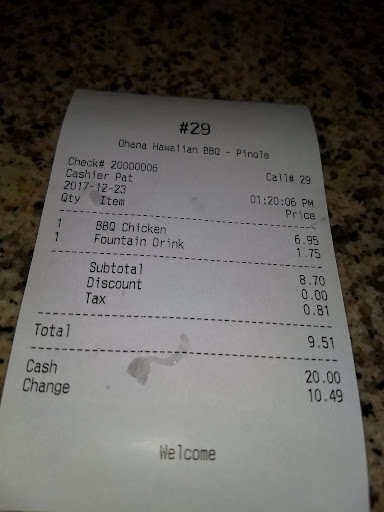 #29
Ohana Hawaiian BBQ - Pinole
Check# 20000006 Call# 29
Cashier Pat
2017-12-23 01:20:06 PM
Qty Item Price
1 BBQ Chicken 6.95
1 Fountain Drink 1.75
Subtotal 8.70
Discount 0.00
Tax 0.81
Total 9.51
Cash 20.00
Change 10.49
Welcome